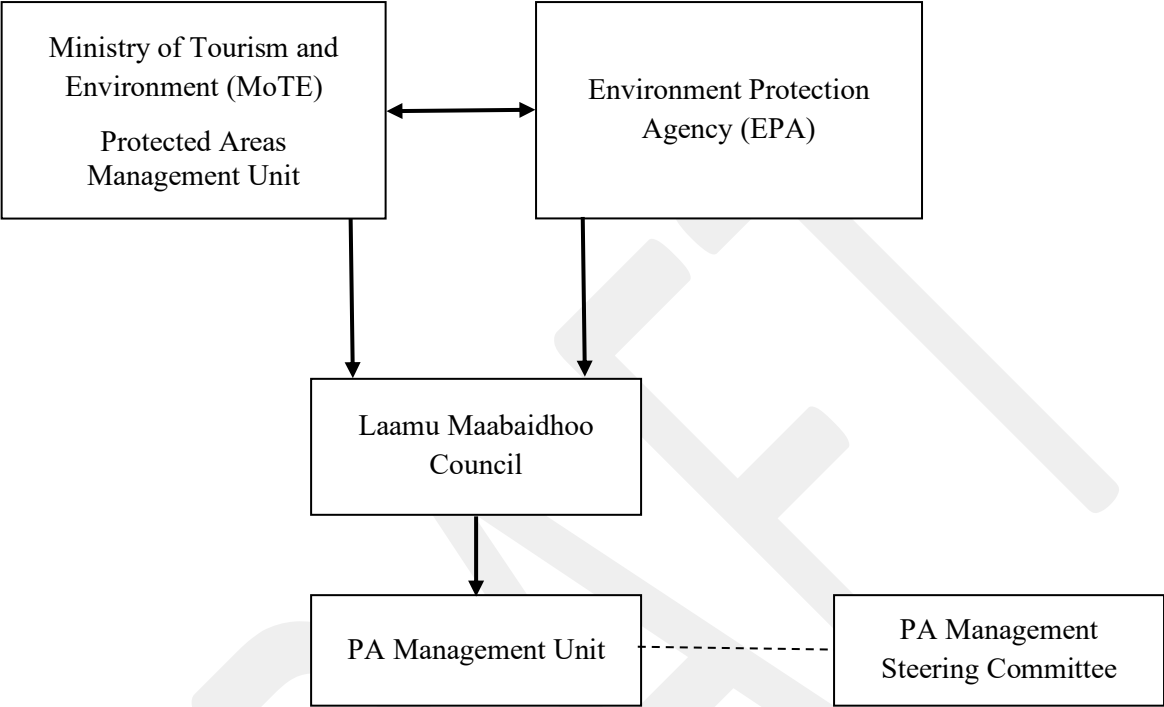 Ministry of Tourism and
Environment (MoTE)
Protected Areas
Management Unit
Environment Protection
Agency (EPA)
Laamu Maabaidhoo
Council
PA Management Unit
PA Management
Steering Committee